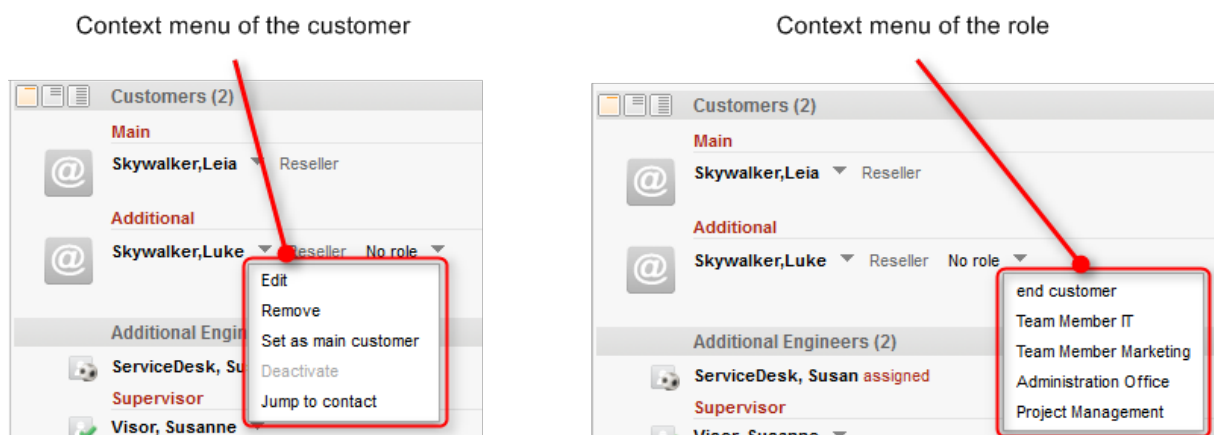 Context menu of the customer
Customers (2)
Main
Skywalker,Leia Reseller
Additional
Skywalker,Luke Reseller No role
Edit
Remove
Set as main customer
Deactivate
Jump to contact
Additional Engin
ServiceDesk, Su
Supervisor
Visor, Susanne
Context menu of the role
Customers (2)
Main
Skywalker,Leia Reseller
Additional
Skywalker,Luke Reseller No role
end customer
Team Member IT
Team Member Marketing
Administration Office
Project Management
Additional Engineers (2)
ServiceDesk, Susan assigned
Supervisor
Visor, Susanne